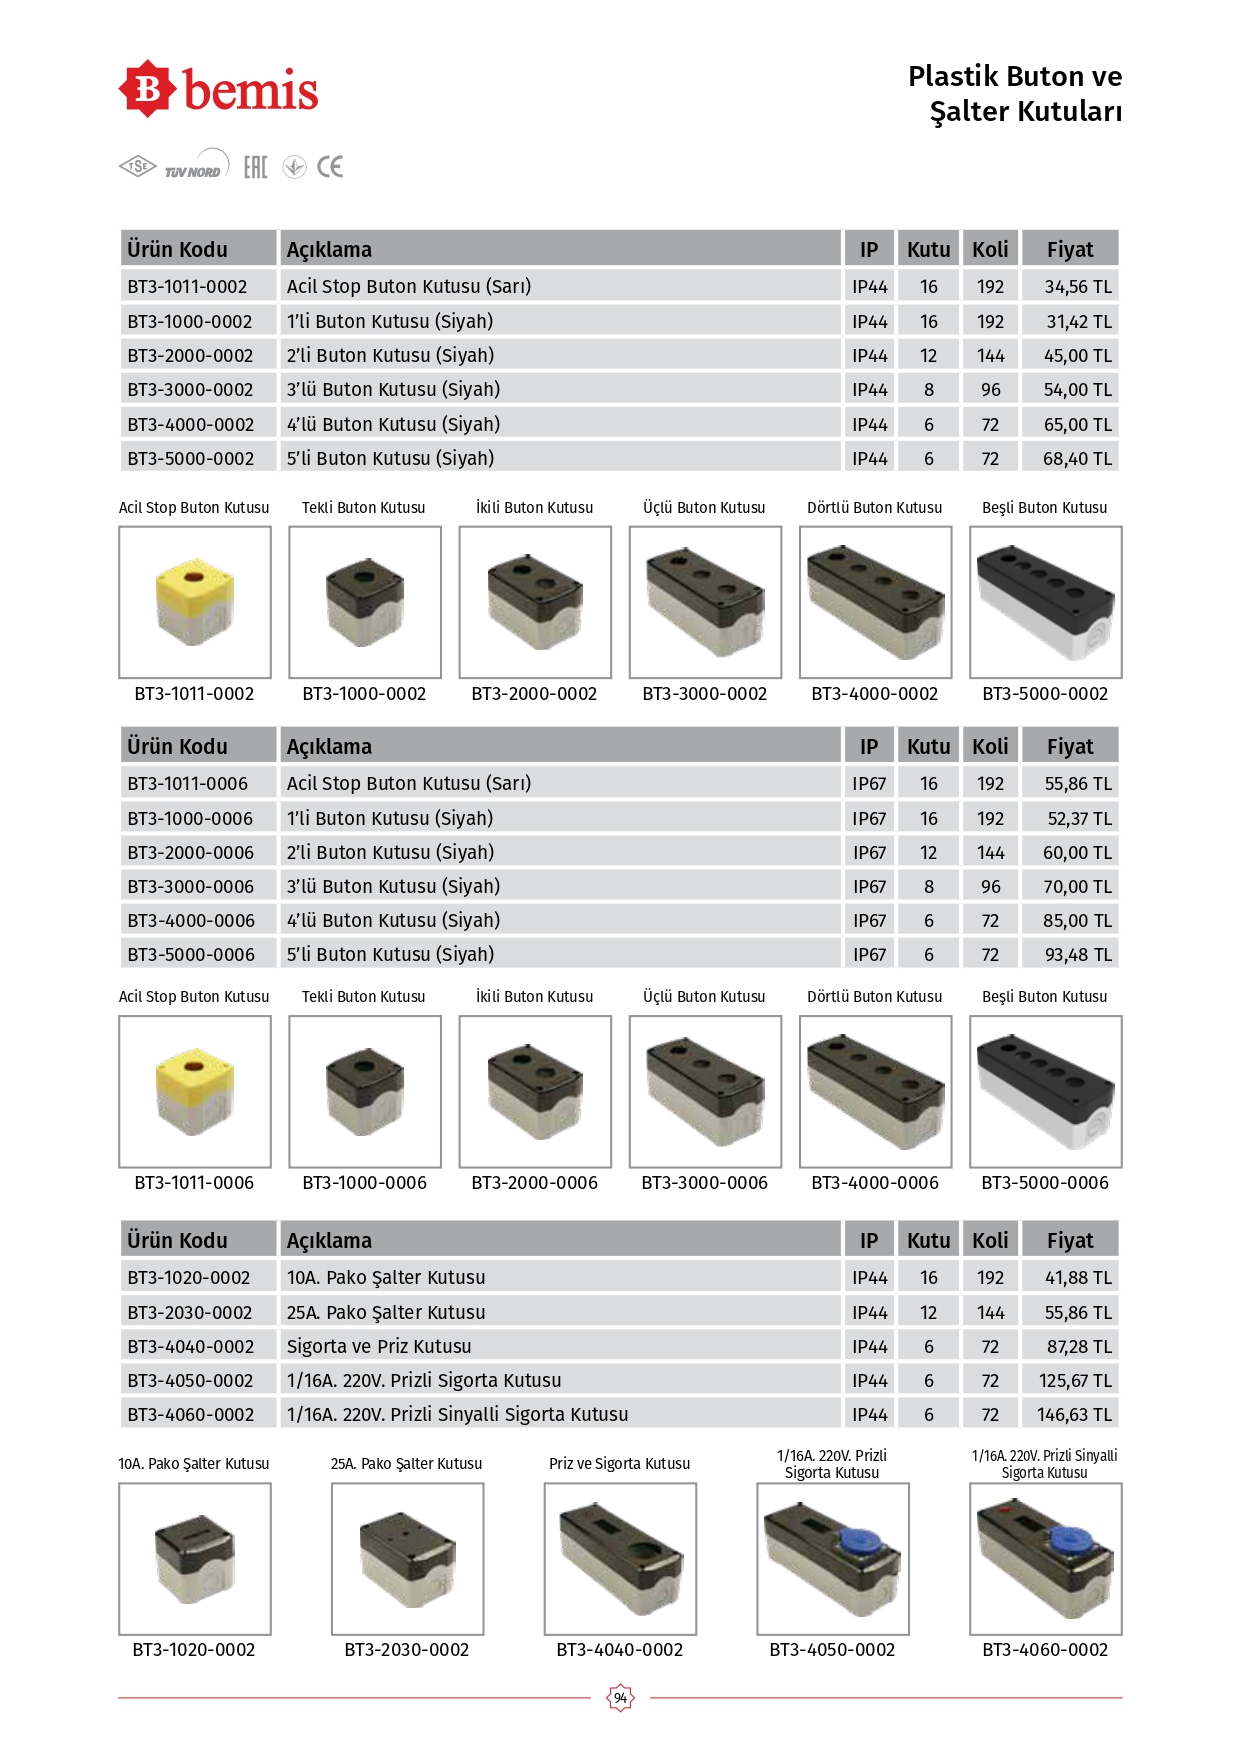 B bemis
Plastik Buton ve
Şalter Kutuları
TSE TÜV NORD EAC CE
Ürün Kodu Açıklama IP Kutu Koli Fiyat
BT3-1011-0002 Acil Stop Buton Kutusu (Sarı) IP44 16 192 34,56 TL
BT3-1000-0002 1’li Buton Kutusu (Siyah) IP44 16 192 31,42 TL
BT3-2000-0002 2’li Buton Kutusu (Siyah) IP44 12 144 45,00 TL
BT3-3000-0002 3’lü Buton Kutusu (Siyah) IP44 8 96 54,00 TL
BT3-4000-0002 4’lü Buton Kutusu (Siyah) IP44 6 72 65,00 TL
BT3-5000-0002 5’li Buton Kutusu (Siyah) IP44 6 72 68,40 TL
Acil Stop Buton Kutusu Tekli Buton Kutusu İkili Buton Kutusu Üçlü Buton Kutusu Dörtlü Buton Kutusu Beşli Buton Kutusu
BT3-1011-0002 BT3-1000-0002 BT3-2000-0002 BT3-3000-0002 BT3-4000-0002 BT3-5000-0002
Ürün Kodu Açıklama IP Kutu Koli Fiyat
BT3-1011-0006 Acil Stop Buton Kutusu (Sarı) IP67 16 192 55,86 TL
BT3-1000-0006 1’li Buton Kutusu (Siyah) IP67 16 192 52,37 TL
BT3-2000-0006 2’li Buton Kutusu (Siyah) IP67 12 144 60,00 TL
BT3-3000-0006 3’lü Buton Kutusu (Siyah) IP67 8 96 70,00 TL
BT3-4000-0006 4’lü Buton Kutusu (Siyah) IP67 6 72 85,00 TL
BT3-5000-0006 5’li Buton Kutusu (Siyah) IP67 6 72 93,48 TL
Acil Stop Buton Kutusu Tekli Buton Kutusu İkili Buton Kutusu Üçlü Buton Kutusu Dörtlü Buton Kutusu Beşli Buton Kutusu
BT3-1011-0006 BT3-1000-0006 BT3-2000-0006 BT3-3000-0006 BT3-4000-0006 BT3-5000-0006
Ürün Kodu Açıklama IP Kutu Koli Fiyat
BT3-1020-0002 10A. Pako Şalter Kutusu IP44 16 192 41,88 TL
BT3-2030-0002 25A. Pako Şalter Kutusu IP44 12 144 55,86 TL
BT3-4040-0002 Sigorta ve Priz Kutusu IP44 6 72 87,28 TL
BT3-4050-0002 1/16A. 220V. Prizli Sigorta Kutusu IP44 6 72 125,67 TL
BT3-4060-0002 1/16A. 220V. Prizli Sinyalli Sigorta Kutusu IP44 6 72 146,63 TL
10A. Pako Şalter Kutusu 25A. Pako Şalter Kutusu Priz ve Sigorta Kutusu
1/16A. 220V. Prizli
Sigorta Kutusu
1/16A. 220V. Prizli Sinyalli
Sigorta Kutusu
BT3-1020-0002 BT3-2030-0002 BT3-4040-0002 BT3-4050-0002 BT3-4060-0002
94